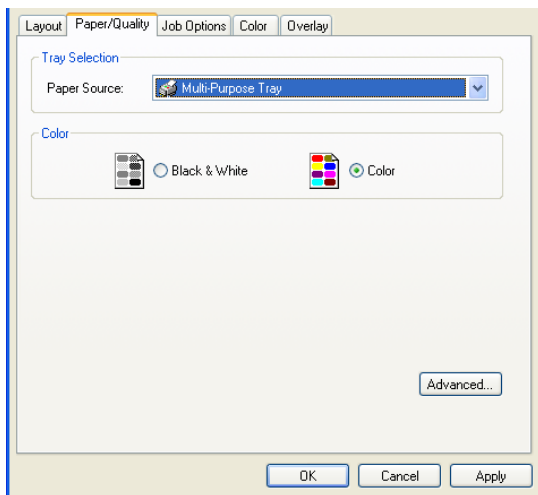 Layout Paper/Quality Job Options Color Overlay
Tray Selection
Paper Source: Multi-Purpose Tray
Color
Black & White Color
Advanced...
OK Cancel Apply